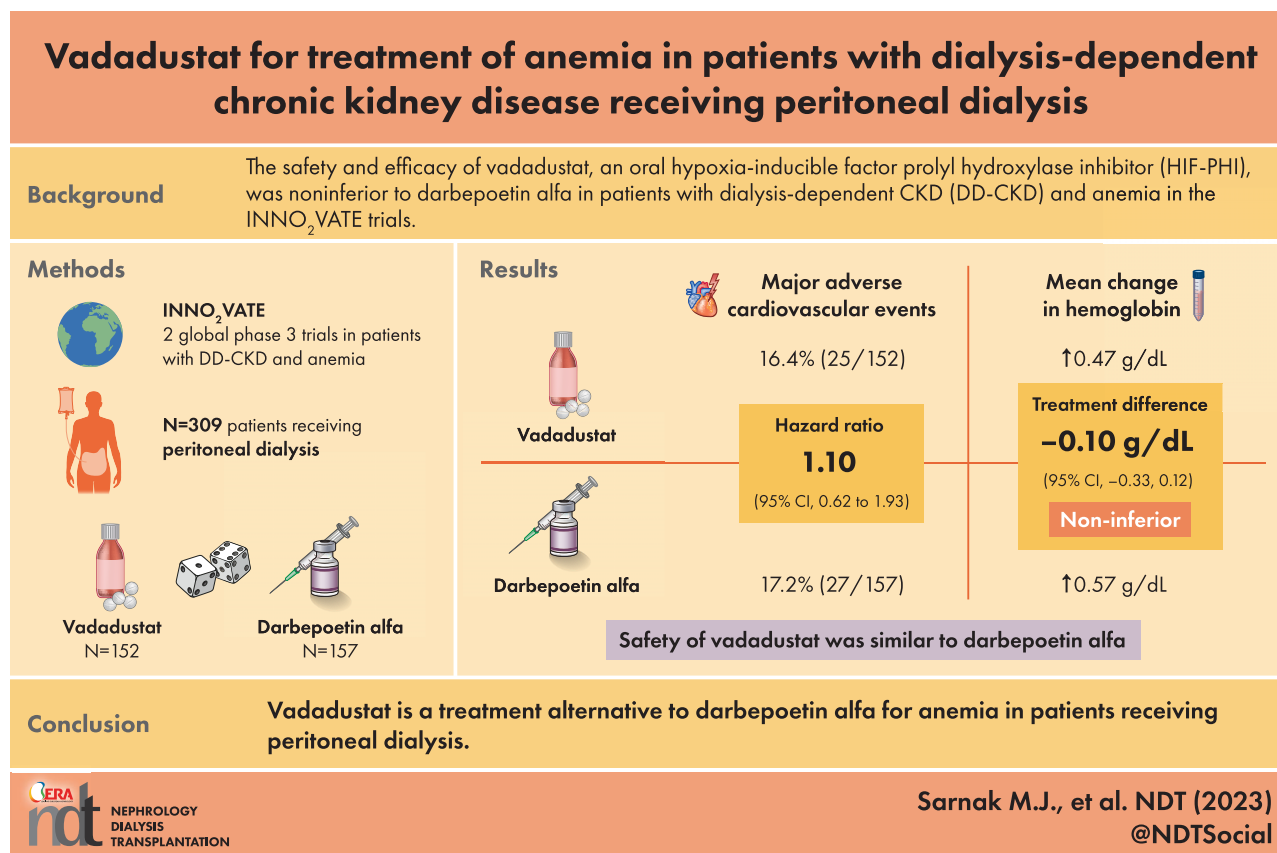 Vadadustat for treatment of anemia in patients with dialysis-dependent
chronic kidney disease receiving peritoneal dialysis
Background
The safety and efficacy of vadadustat, an oral hypoxia-inducible factor prolyl hydroxylase inhibitor (HIF-PHI),
was noninferior to darbepoetin alfa in patients with dialysis-dependent CKD (DD-CKD) and anemia in the
INNO₂VATE trials.
Methods
INNO₂VATE
2 global phase 3 trials in patients
with DD-CKD and anemia
N=309 patients receiving
peritoneal dialysis
Vadadustat
N=152
Darbepoetin alfa
N=157
Results
Major adverse
cardiovascular events
Mean change
in hemoglobin
Vadadustat
16.4% (25/152)
↑0.47 g/dL
Hazard ratio
1.10
(95% CI, 0.62 to 1.93)
Treatment difference
−0.10 g/dL
(95% CI, −0.33, 0.12)
Non-inferior
Darbepoetin alfa
17.2% (27/157)
↑0.57 g/dL
Safety of vadadustat was similar to darbepoetin alfa
Conclusion
Vadadustat is a treatment alternative to darbepoetin alfa for anemia in patients receiving
peritoneal dialysis.
ERA
ndt
NEPHROLOGY
DIALYSIS
TRANSPLANTATION
Sarnak M.J., et al. NDT (2023)
@NDTSocial